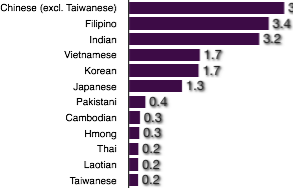 Chinese (excl. Taiwanese)
Filipino 3.4
Indian 3.2
Vietnamese 1.7
Korean 1.7
Japanese 1.3
Pakistani 0.4
Cambodian 0.3
Hmong 0.3
Thai 0.2
Laotian 0.2
Taiwanese 0.2